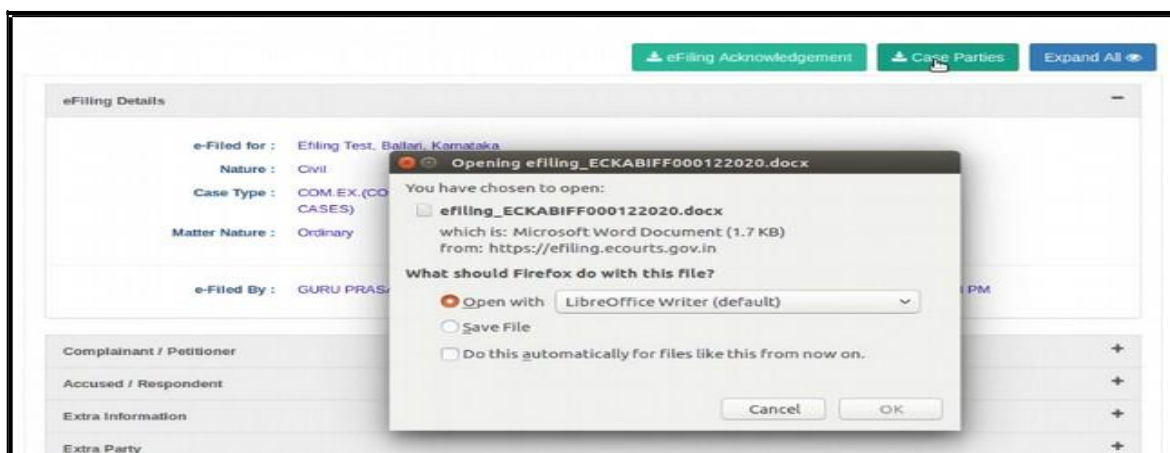 eFiling Acknowledgement Case Parties Expand All
eFiling Details
e-Filed for : Efiling Test, Ballari, Karnataka
Nature : Civil
Case Type : COM.EX.(CO
CASES)
Matter Nature : Ordinary
e-Filed By : GURU PRAS
PM
Opening efiling_ECKABIFF000122020.docx
You have chosen to open:
efiling_ECKABIFF000122020.docx
which is: Microsoft Word Document (1.7 KB)
from: https://efiling.ecourts.gov.in
What should Firefox do with this file?
Open with LibreOffice Writer (default)
Save File
Do this automatically for files like this from now on.
Cancel OK
Complainant / Petitioner
Accused / Respondent
Extra Information
Extra Party